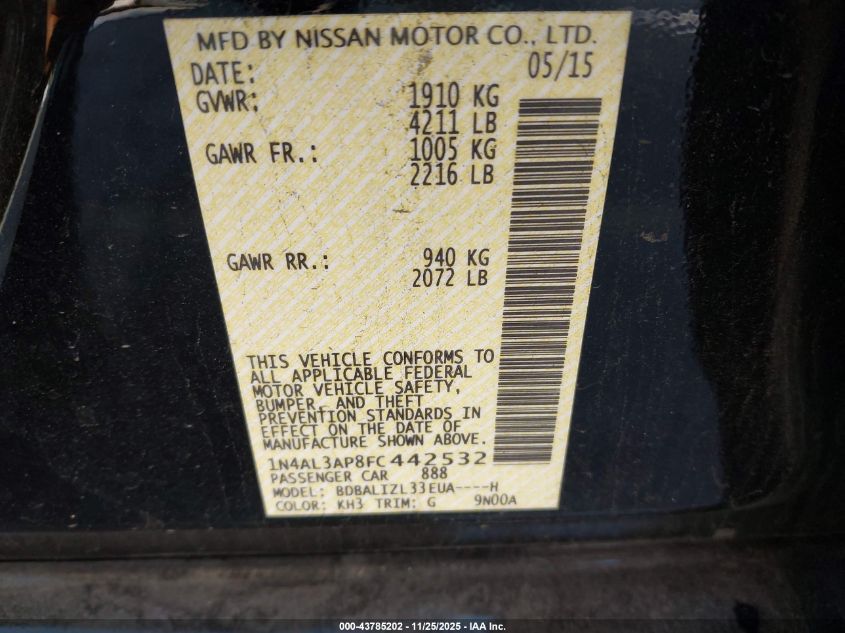 MFD BY NISSAN MOTOR CO., LTD.
DATE: 05/15
GVWR: 1910 KG
4211 LB
GAWR FR.: 1005 KG
2216 LB
GAWR RR.: 940 KG
2072 LB
THIS VEHICLE CONFORMS TO
ALL APPLICABLE FEDERAL
MOTOR VEHICLE SAFETY,
BUMPER, AND THEFT
PREVENTION STANDARDS IN
EFFECT ON THE DATE OF
MANUFACTURE SHOWN ABOVE.
1N4AL3AP8FC442532
PASSENGER CAR 888
MODEL: BDBALIZL33EUA----H
COLOR: KH3 TRIM: G 9N00A
000-43785202 - 11/25/2025 - IAA Inc.